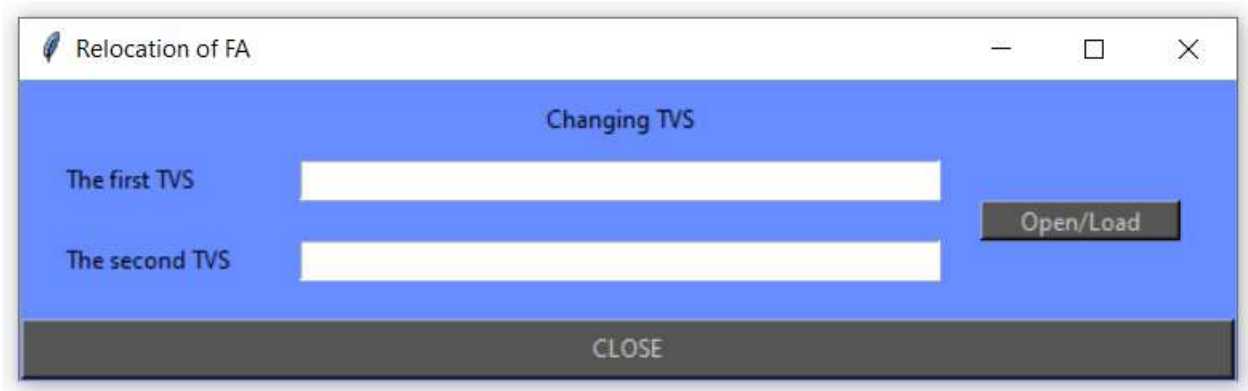 Relocation of FA
Changing TVS
The first TVS
Open/Load
The second TVS
CLOSE